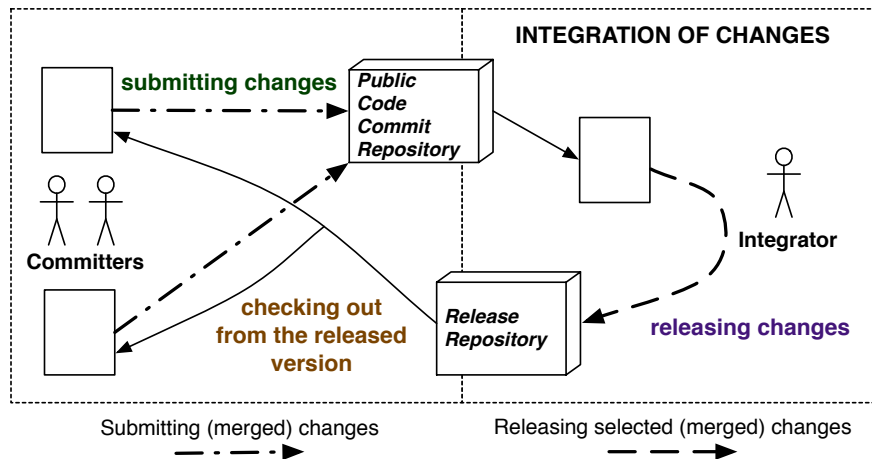 INTEGRATION OF CHANGES
submitting changes
Public
Code
Commit
Repository
Committers
Integrator
checking out
from the released
version
Release
Repository
releasing changes
Submitting (merged) changes
Releasing selected (merged) changes